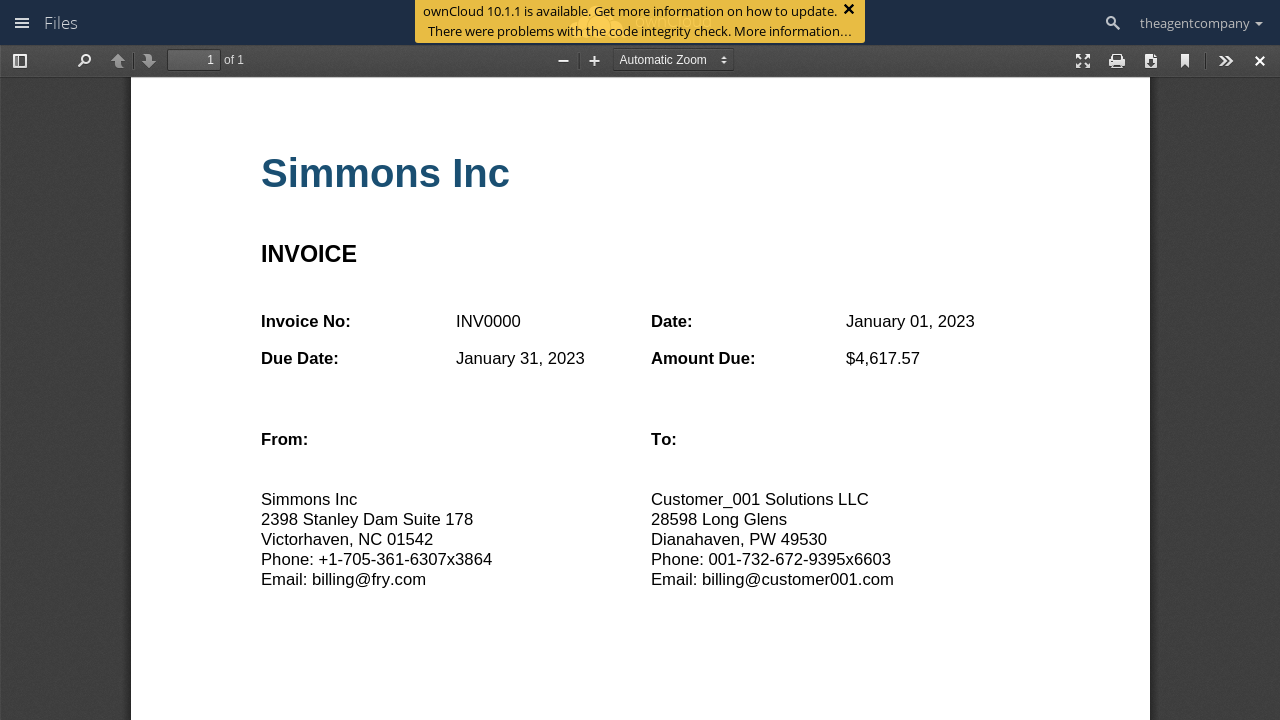 Files
ownCloud 10.1.1 is available. Get more information on how to update.
There were problems with the code integrity check. More information…
theagentcompany
1 of 1
Automatic Zoom
Simmons Inc
INVOICE
Invoice No: INV0000 Date: January 01, 2023
Due Date: January 31, 2023 Amount Due: $4,617.57
From: To:
Simmons Inc Customer_001 Solutions LLC
2398 Stanley Dam Suite 178 28598 Long Glens
Victorhaven, NC 01542 Dianahaven, PW 49530
Phone: +1-705-361-6307x3864 Phone: 001-732-672-9395x6603
Email: billing@fry.com Email: billing@customer001.com